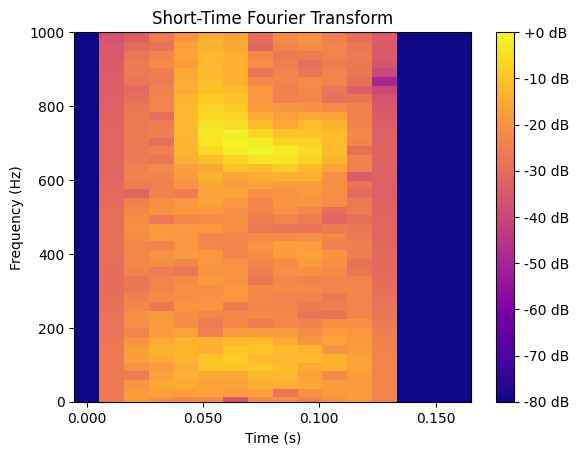 Short-Time Fourier Transform
1000
800
600
400
200
0
Frequency (Hz)
0.000
0.050
0.100
0.150
Time (s)
+0 dB
-10 dB
-20 dB
-30 dB
-40 dB
-50 dB
-60 dB
-70 dB
-80 dB